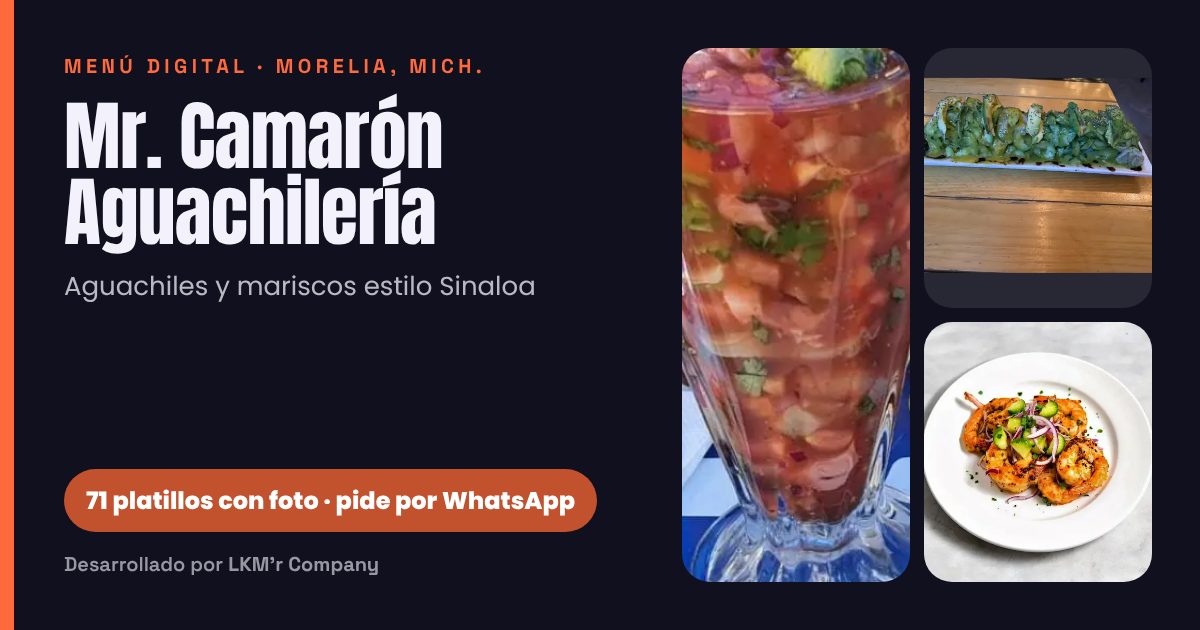 MENÚ DIGITAL · MORELIA, MICH.
Mr. Camarón
Aguachilería
Aguachiles y mariscos estilo Sinaloa
71 platillos con foto · pide por WhatsApp
Desarrollado por LKM'r Company